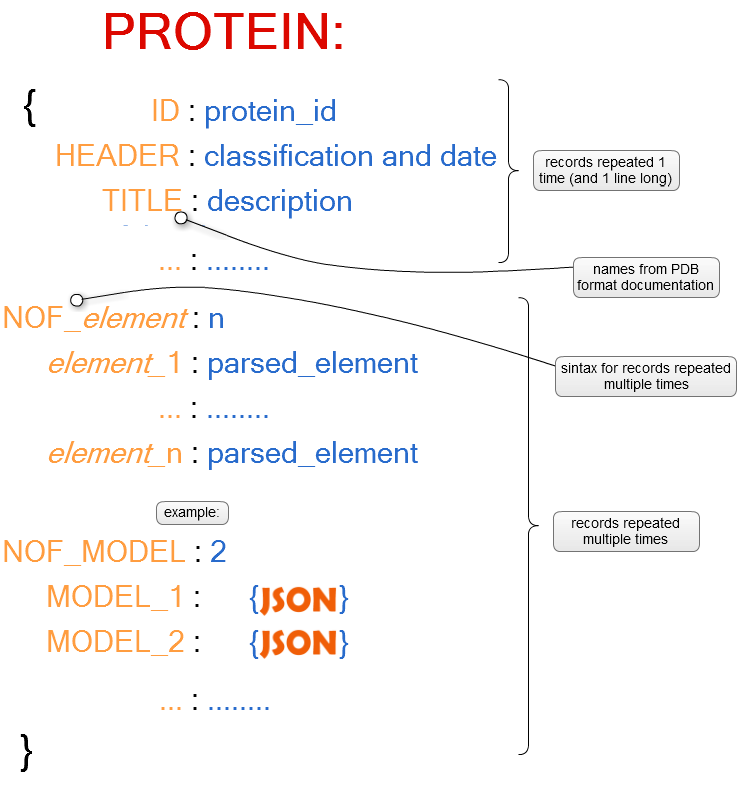 PROTEIN:
{
ID : protein_id
HEADER : classification and date
TITLE : description
... : ........
records repeated 1
time (and 1 line long)
names from PDB
format documentation
NOF_element : n
element_1 : parsed_element
... : ........
element_n : parsed_element
sintax for records repeated
multiple times
example:
NOF_MODEL : 2
MODEL_1 : {JSON}
MODEL_2 : {JSON}
... : ........
records repeated
multiple times
}